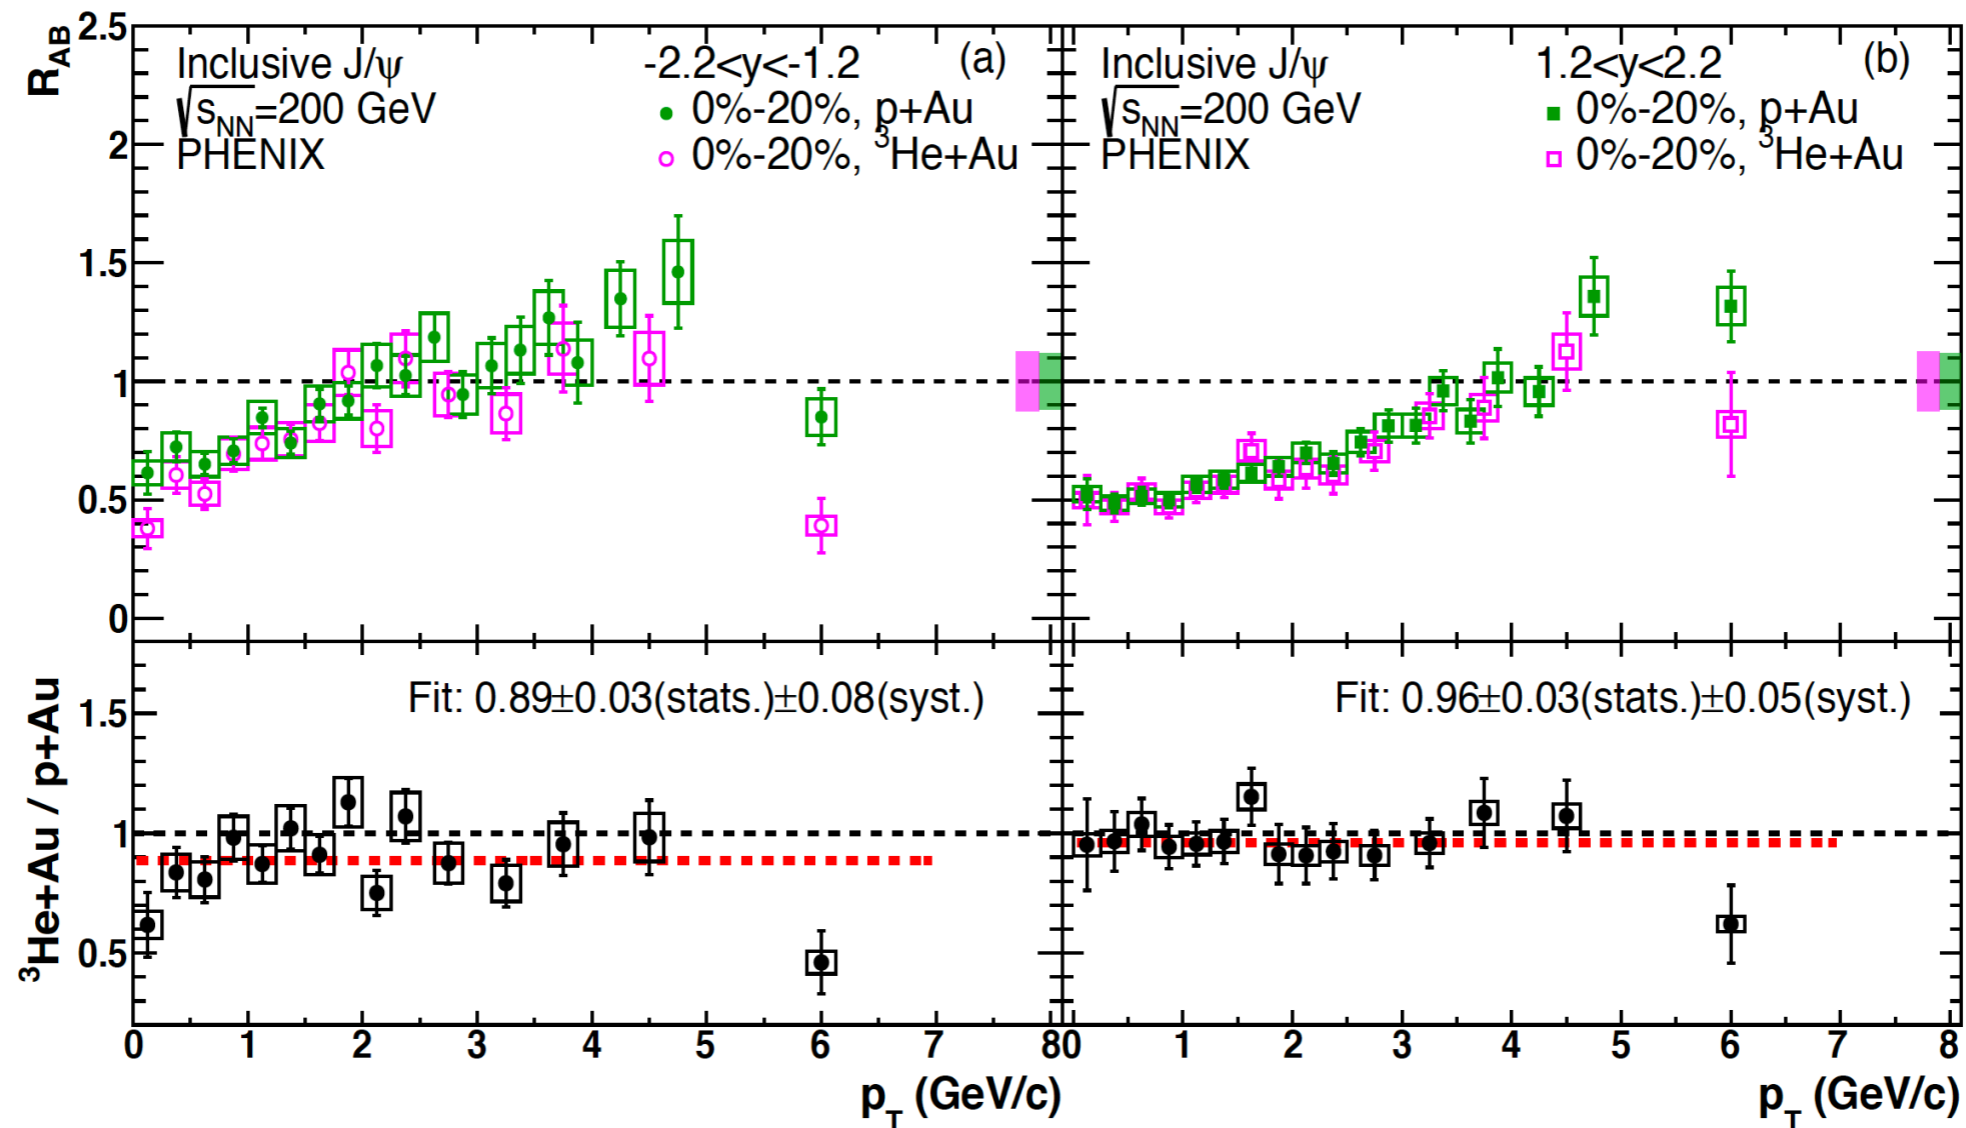 R_AB
2.5
2
1.5
1
0.5
0
Inclusive J/ψ
√s_NN=200 GeV
PHENIX
-2.2<y<-1.2
(a)
0%-20%, p+Au
0%-20%, ³He+Au
Inclusive J/ψ
√s_NN=200 GeV
PHENIX
1.2<y<2.2
(b)
0%-20%, p+Au
0%-20%, ³He+Au
³He+Au / p+Au
1.5
1
0.5
Fit: 0.89±0.03(stats.)±0.08(syst.)
Fit: 0.96±0.03(stats.)±0.05(syst.)
0 1 2 3 4 5 6 7 8
0 1 2 3 4 5 6 7 8
p_T (GeV/c)
p_T (GeV/c)